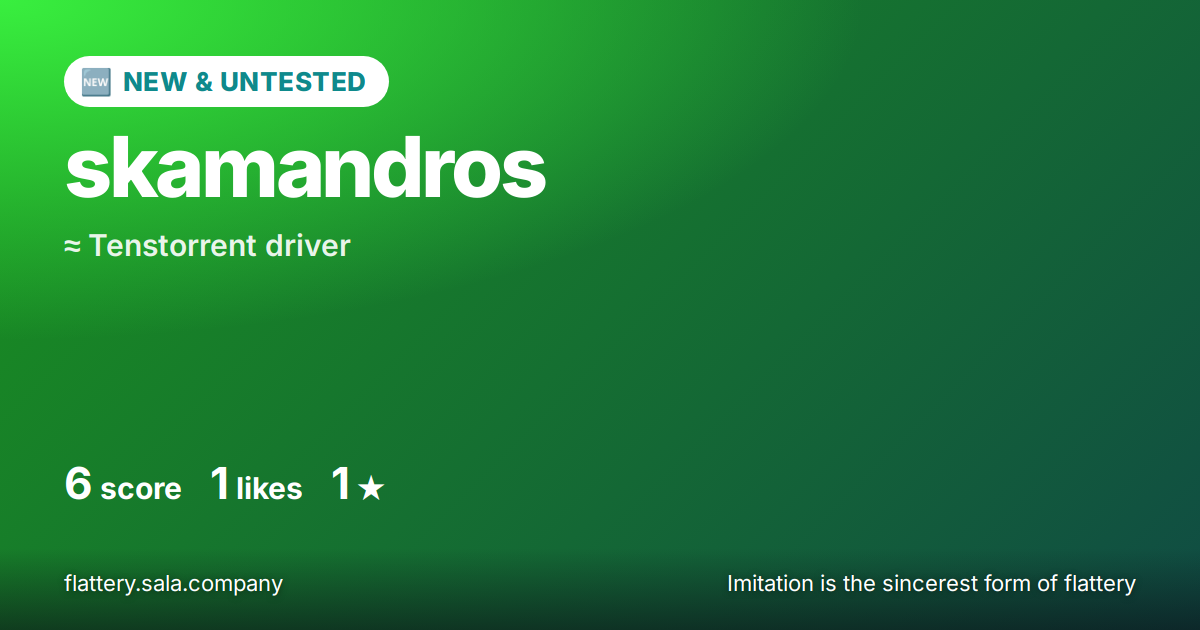 🆕 NEW & UNTESTED
skamandros
≈ Tenstorrent driver
6 score 1 likes 1 ★
flattery.sala.company
Imitation is the sincerest form of flattery